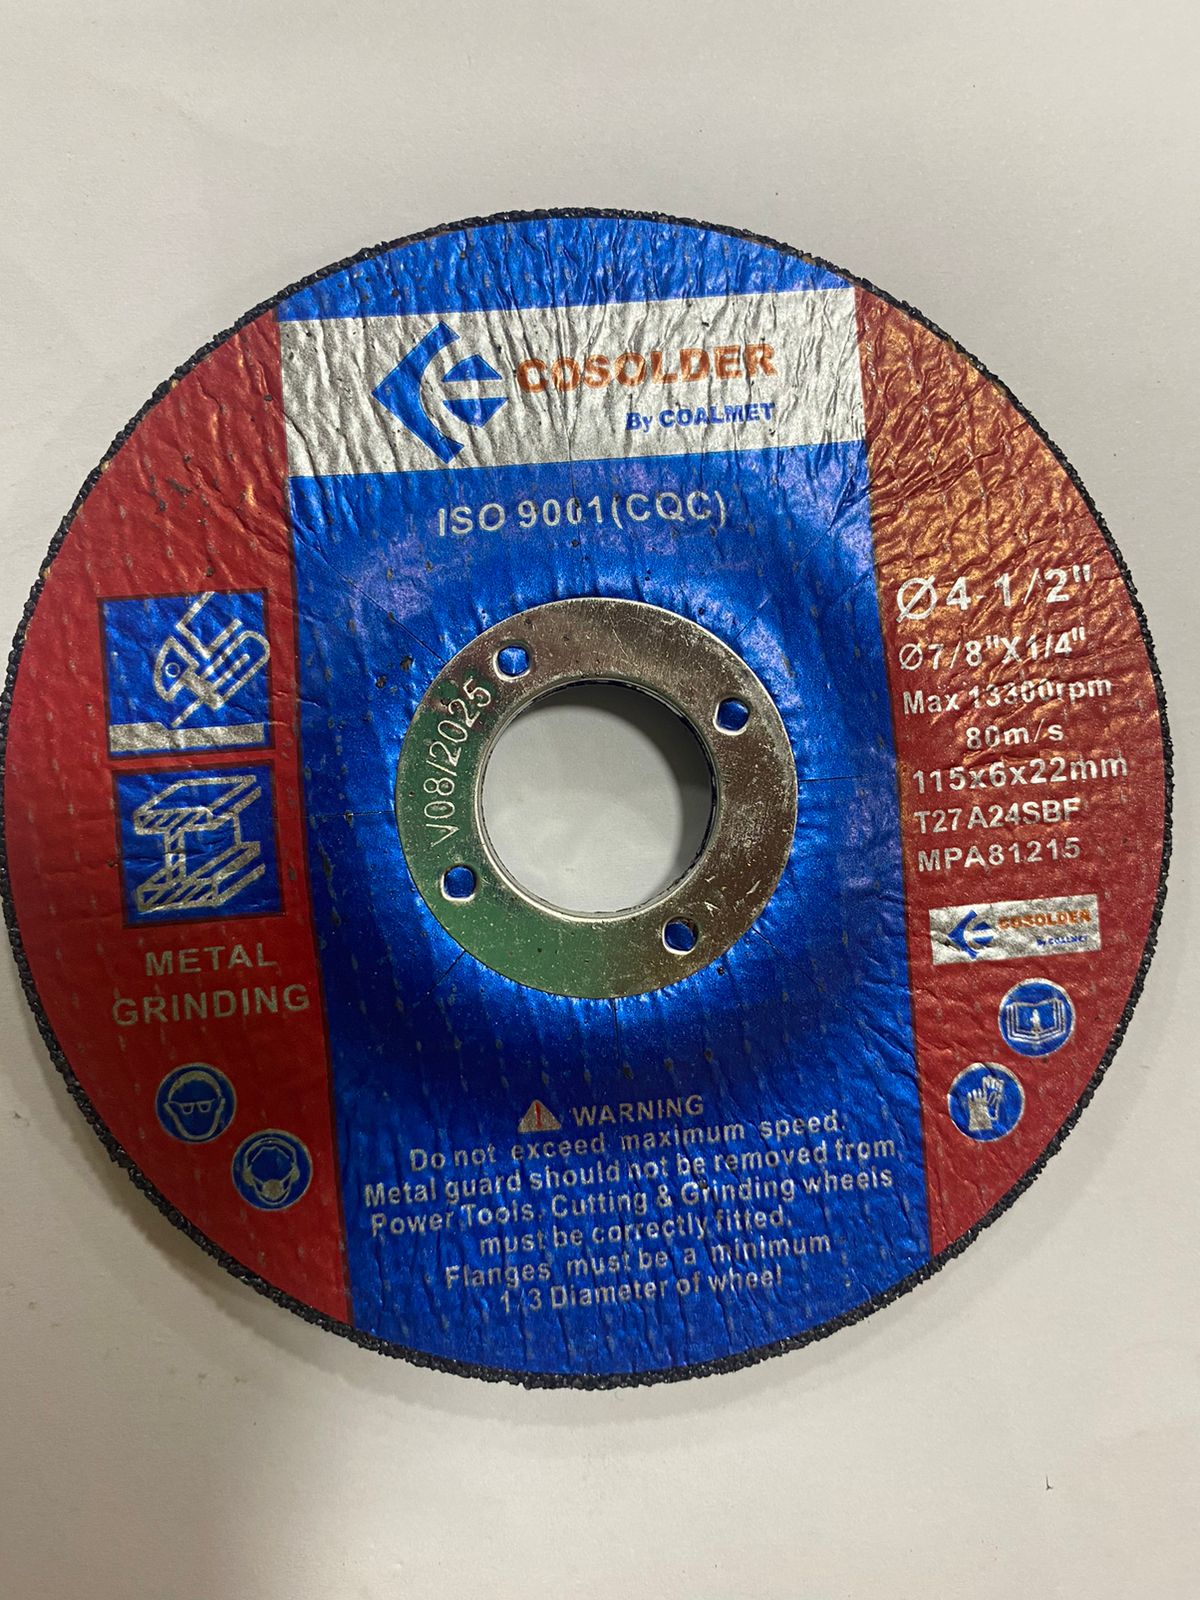 COSOLDER
By COALMET
ISO 9001(CQC)
Ø4 1/2"
Ø7/8"X1/4"
Max 13300rpm
80m/s
115x6x22mm
T27A24SBF
MPA81215
COSOLDER
By COALMET
V08/2025
METAL
GRINDING
WARNING
Do not exceed maximum speed.
Metal guard should not be removed from
Power Tools. Cutting & Grinding wheels
must be correctly fitted.
Flanges must be a minimum
1/3 Diameter of wheel